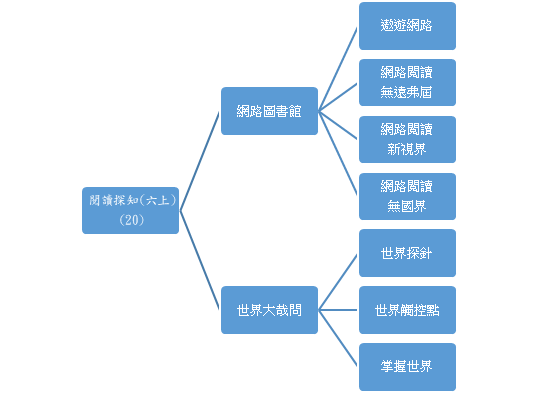 閱讀探知(六上)
(20)
網路圖書館
遨遊網路
網路閱讀
無遠弗屆
網路閱讀
新視界
網路閱讀
無國界
世界大哉問
世界探針
世界觸控點
掌握世界